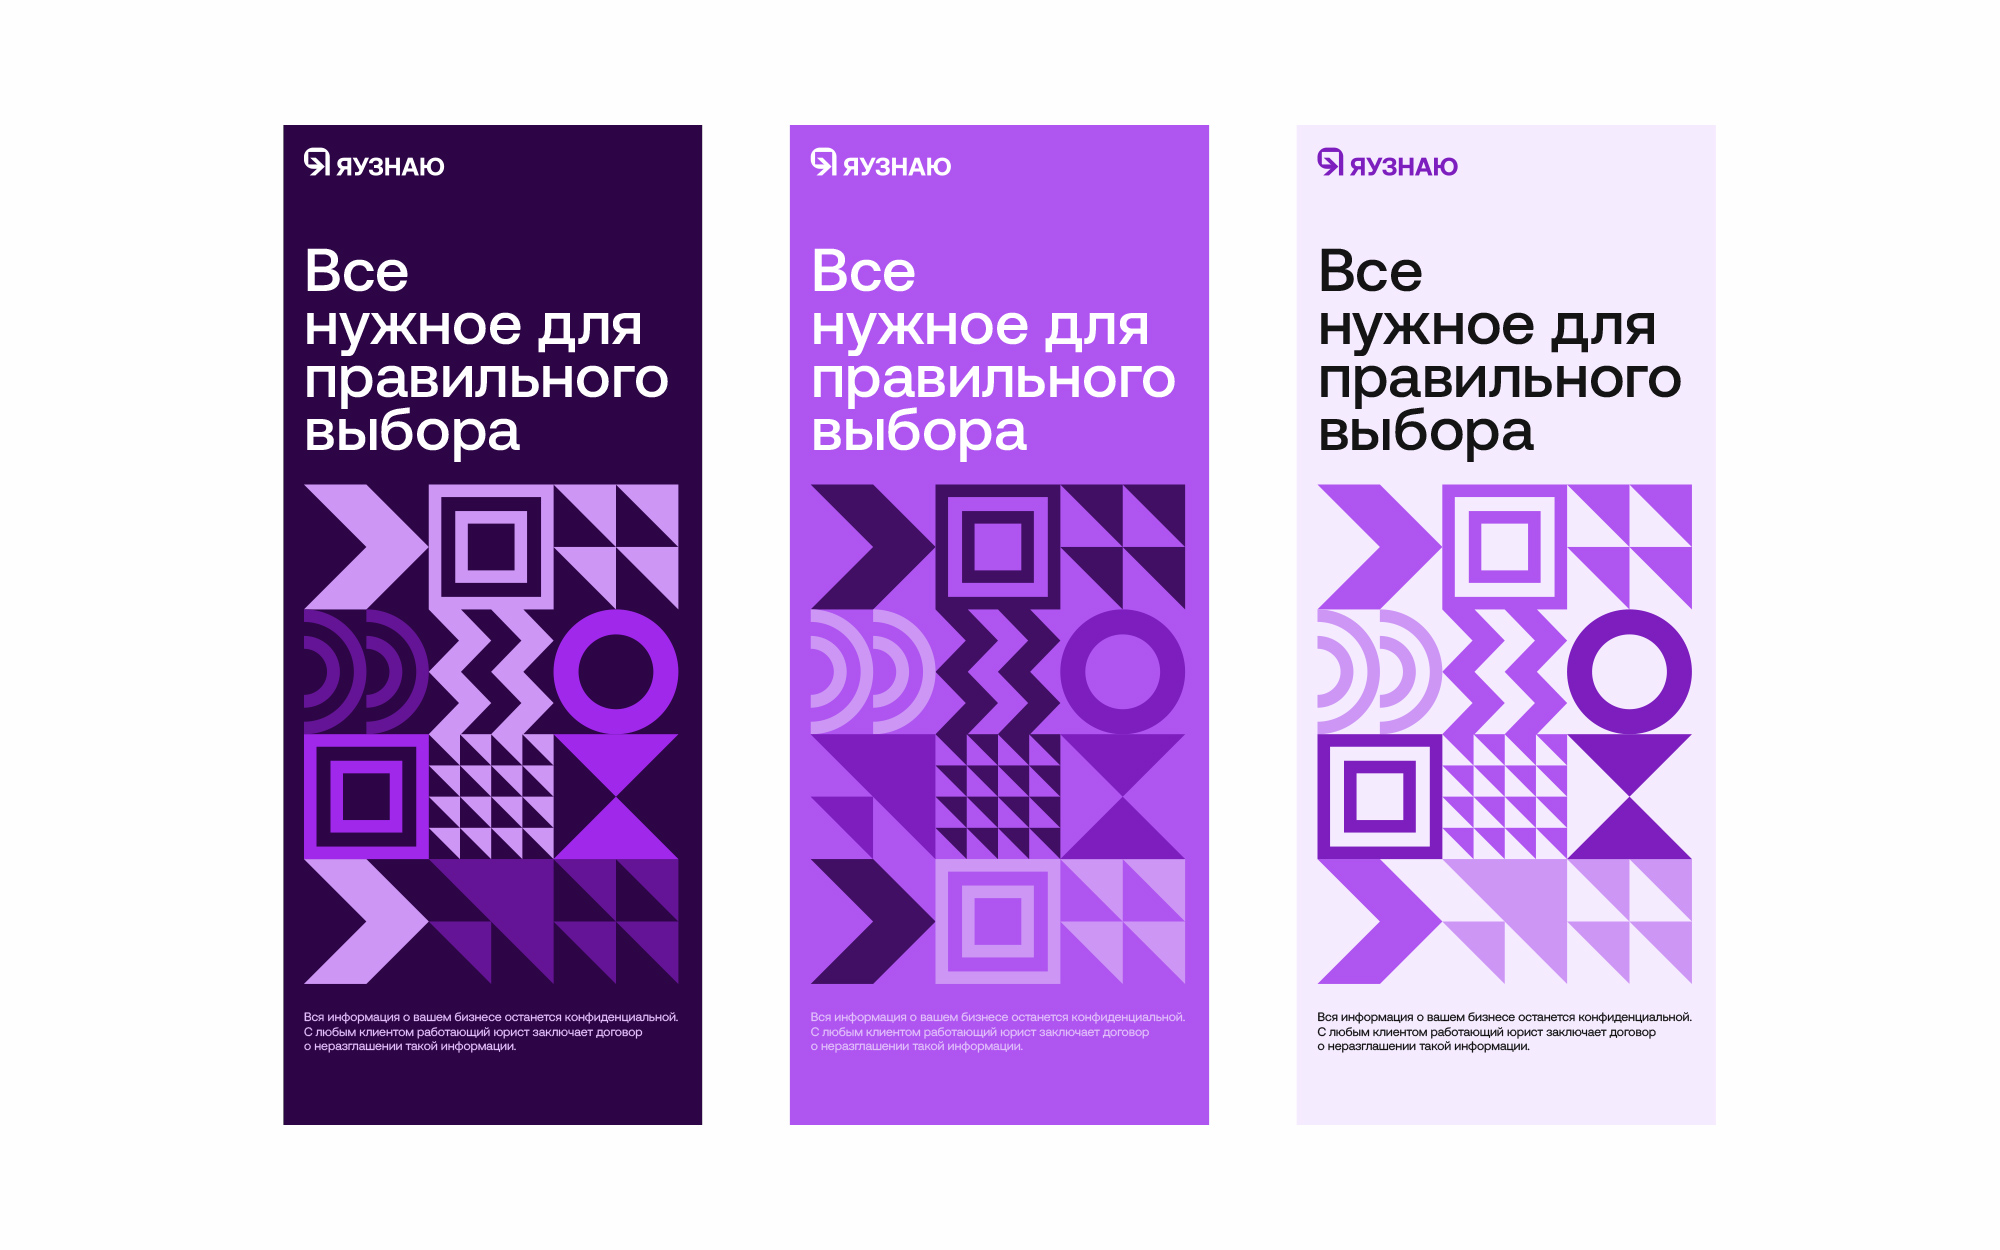 ЯУЗНАЮ
Все
нужное для
правильного
выбора
Вся информация о вашем бизнесе останется конфиденциальной.
С любым клиентом работающий юрист заключает договор
о неразглашении такой информации.
ЯУЗНАЮ
Все
нужное для
правильного
выбора
Вся информация о вашем бизнесе останется конфиденциальной.
С любым клиентом работающий юрист заключает договор
о неразглашении такой информации.
ЯУЗНАЮ
Все
нужное для
правильного
выбора
Вся информация о вашем бизнесе останется конфиденциальной.
С любым клиентом работающий юрист заключает договор
о неразглашении такой информации.